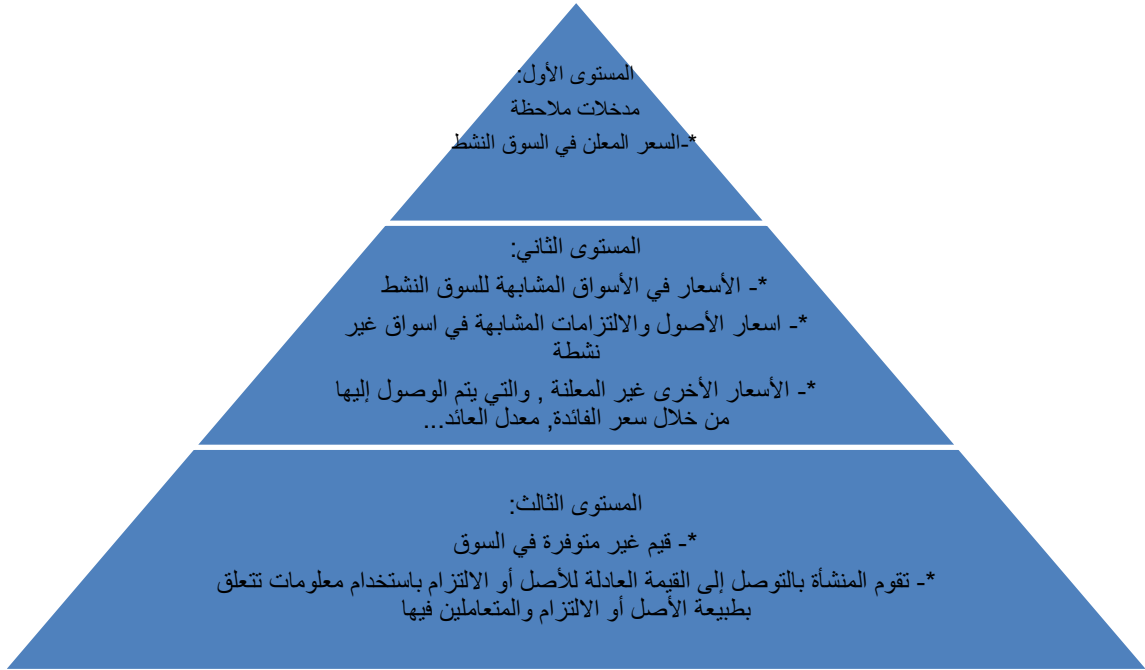 المستوى الأول:
مدخلات ملاحظة
*-السعر المعلن في السوق النشط
المستوى الثاني:
*- الأسعار في الأسواق المشابهة للسوق النشط
*- اسعار الأصول والالتزامات المشابهة في اسواق غير
نشطة
*- الأسعار الأخرى غير المعلنة , والتي يتم الوصول إليها
من خلال سعر الفائدة, معدل العائد...
المستوى الثالث:
*- قيم غير متوفرة في السوق
*- تقوم المنشأة بالتوصل إلى القيمة العادلة للأصل أو الالتزام باستخدام معلومات تتعلق
بطبيعة الأصل أو الالتزام والمتعاملين فيها